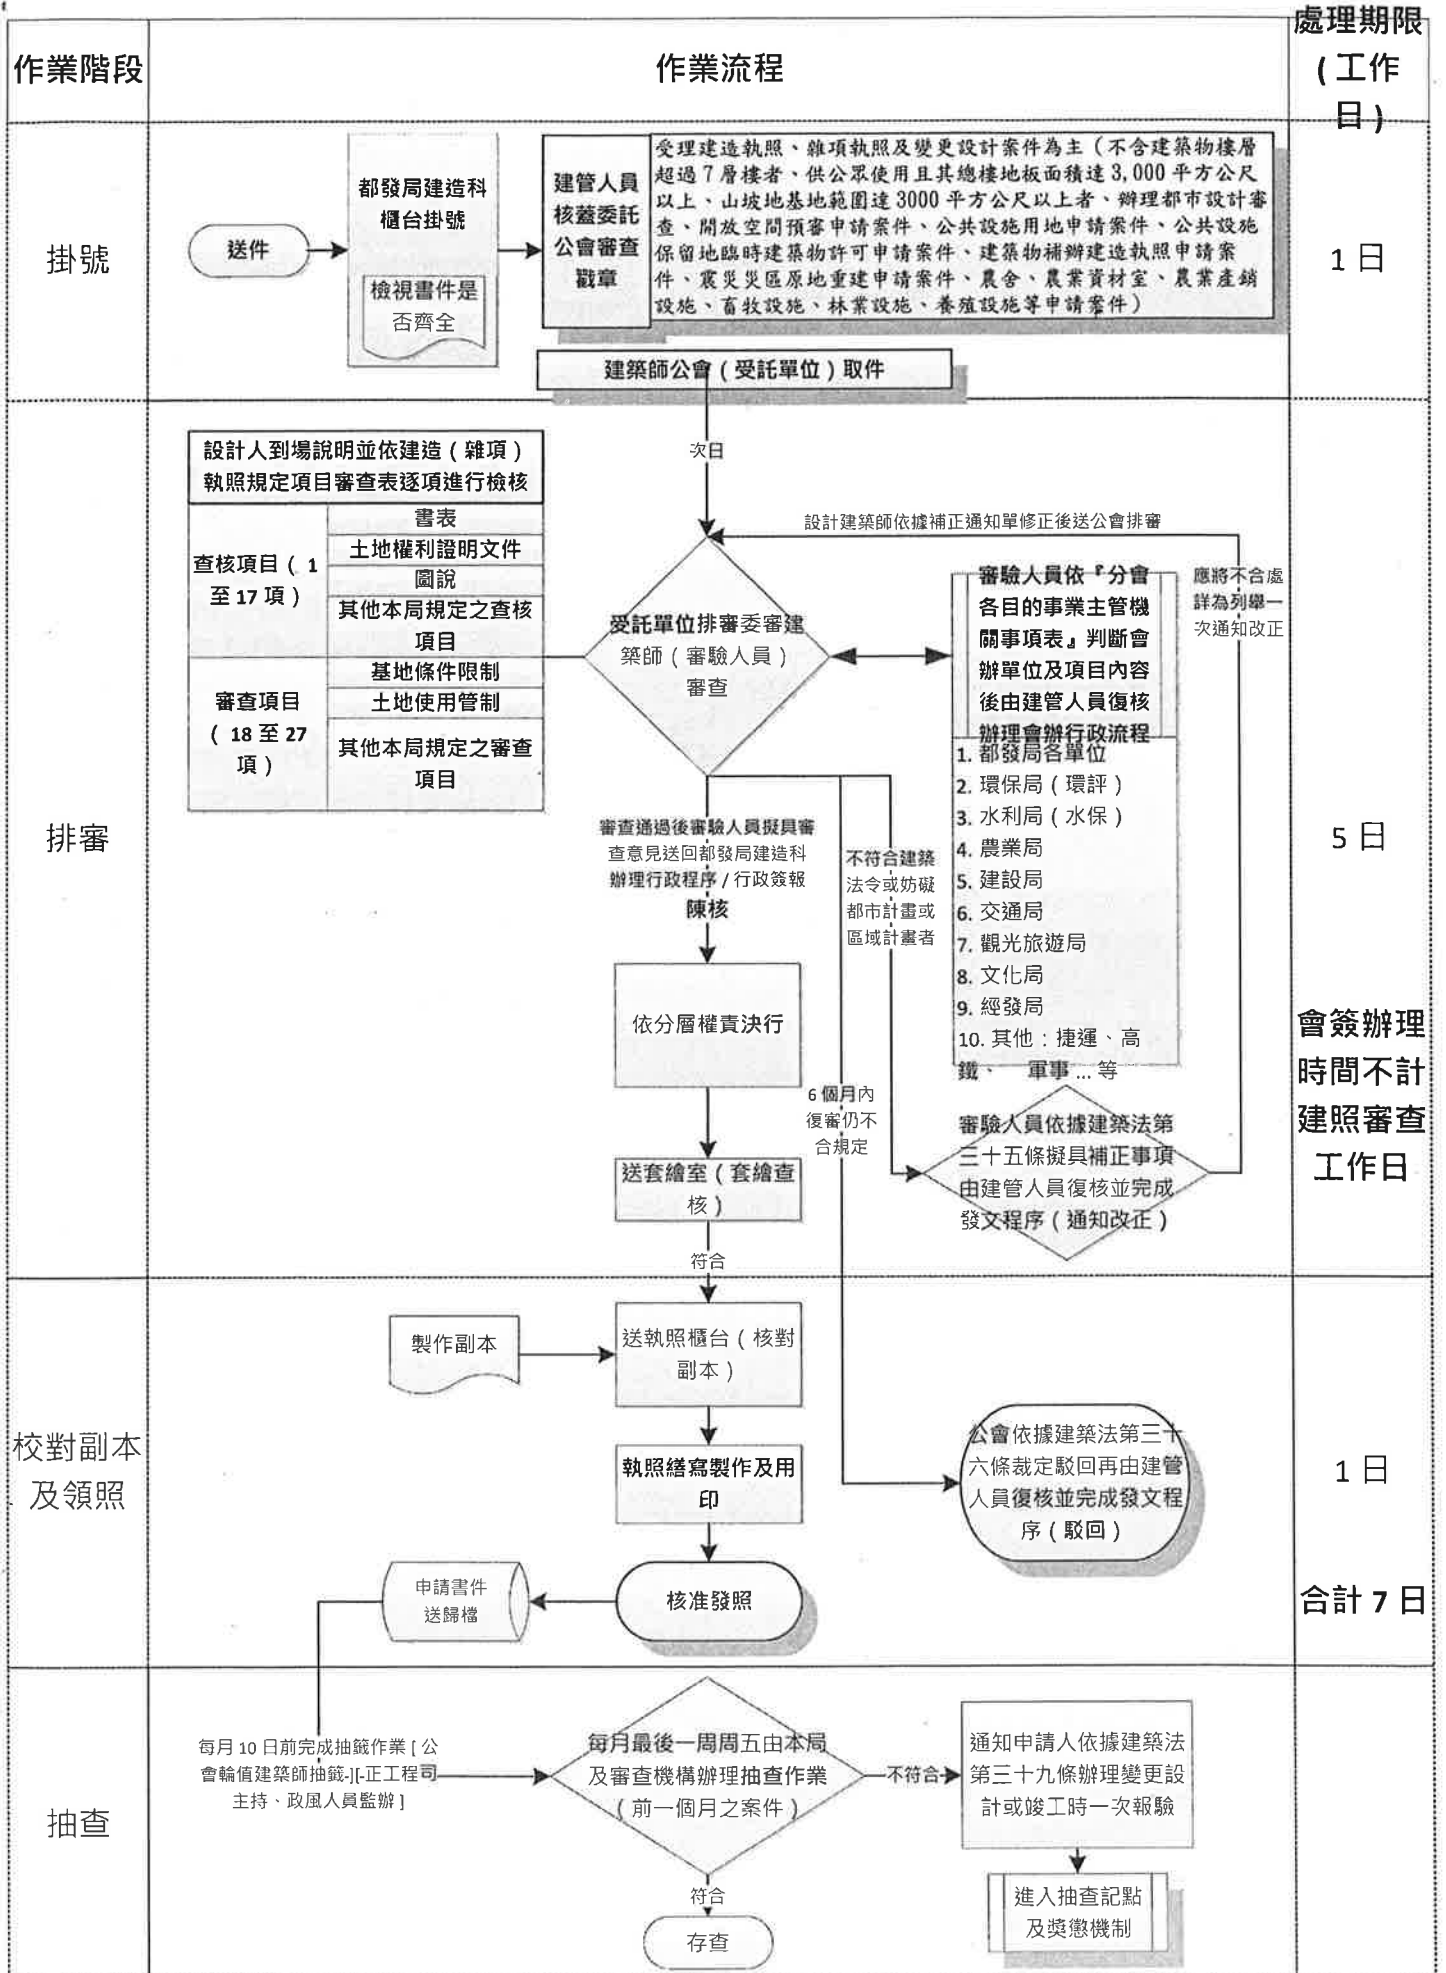 作業階段
作業流程
處理期限
(工作
日)
掛號
送件
都發局建造科
櫃台掛號
檢視書件是
否齊全
建管人員
核蓋委託
公會審查
戳章
受理建造執照、雜項執照及變更設計案件為主（不含建築物樓層
超過7層樓者、供公眾使用且其總樓地板面積達3,000平方公尺
以上、山坡地基地範圍達3000平方公尺以上者、辦理都市設計審
查、開放空間預審申請案件、公共設施用地申請案件、公共設施
保留地臨時建築物許可申請案件、建築物補辦建造執照申請案
件、震災災區原地重建申請案件、農舍、農業資材室、農業產銷
設施、畜牧設施、林業設施、養殖設施等申請案件）
1 日
建築師公會(受託單位)取件
次日
排審
設計人到場說明並依建造(雜項)
執照規定項目審查表逐項進行檢核
查核項目( 1
至 17 項)
書表
土地權利證明文件
圖說
其他本局規定之查核
項目
審查項目
( 18 至 27
項)
基地條件限制
土地使用管制
其他本局規定之審查
項目
受託單位排審委審建
築師(審驗人員)
審查
設計建築師依據補正通知單修正後送公會排審
審驗人員依『分會
各目的事業主管機
關事項表』判斷會
辦單位及項目內容
後由建管人員復核
辦理會辦行政流程
1. 都發局各單位
2. 環保局(環評)
3. 水利局(水保)
4. 農業局
5. 建設局
6. 交通局
7. 觀光旅遊局
8. 文化局
9. 經發局
10. 其他:捷運、高
鐵、 軍事...等
應將不合處
詳為列舉一
次通知改正
審查通過後審驗人員擬具審
查意見送回都發局建造科
辦理行政程序/行政簽報
陳核
不符合建築
法令或妨礙
都市計畫或
區域計畫者
依分層權責決行
6 個月內
復審仍不
合規定
審驗人員依據建築法第
三十五條擬具補正事項
由建管人員復核並完成
發文程序(通知改正)
送套繪室(套繪查
核)
符合
5 日
會簽辦理
時間不計
建照審查
工作日
校對副本
及領照
製作副本
送執照櫃台(核對
副本)
執照繕寫製作及用
印
公會依據建築法第三十
六條裁定駁回再由建管
人員復核並完成發文程
序(駁回)
申請書件
送歸檔
核准發照
1 日
合計 7 日
抽查
每月 10 日前完成抽籤作業[公
會輪值建築師抽籤-][-正工程司
主持、政風人員監辦]
每月最後一周周五由本局
及審查機構辦理抽查作業
(前一個月之案件)
不符合
通知申請人依據建築法
第三十九條辦理變更設
計或竣工時一次報驗
符合
存查
進入抽查記點
及獎懲機制